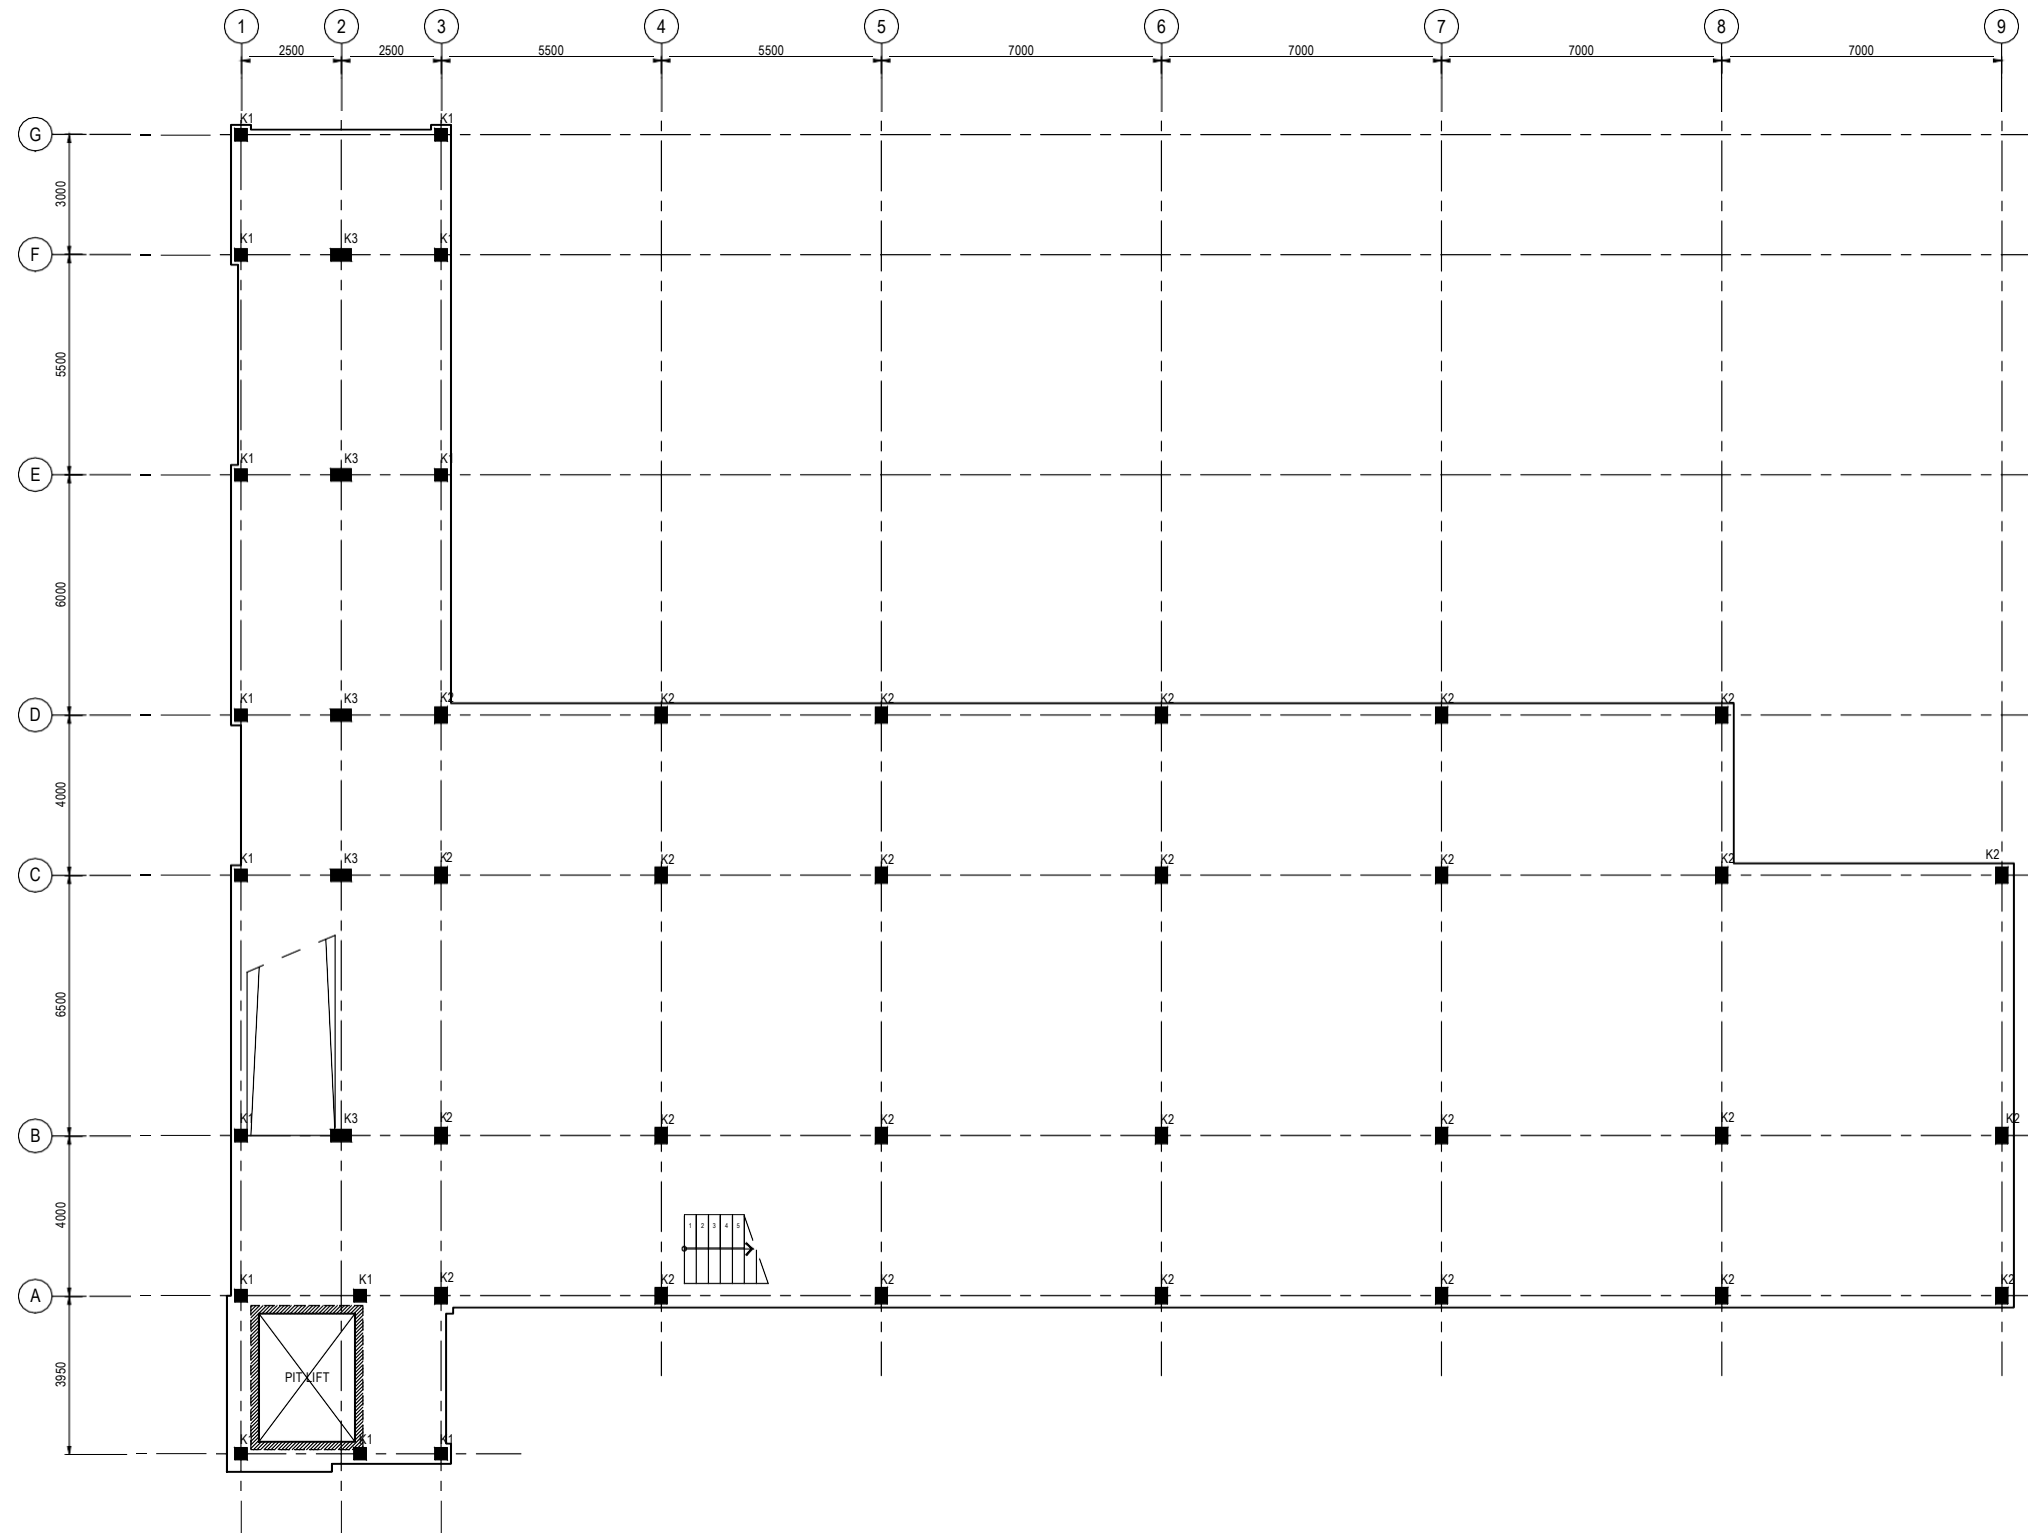 1 2 3 4 5 6 7 8 9
2500 2500 5500 5500 7000 7000 7000 7000
K1 K1
G
3000
K1 K3 K1
F
5500
K1 K3 K1
E
6000
K1 K3 K2 K2 K2 K2 K2 K2
D
4000
K1 K3 K2 K2 K2 K2 K2 K2 K2
C
6500
K1 K3 K2 K2 K2 K2 K2 K2 K2
B
4000
1 2 3 4 5
K1 K1 K2 K2 K2 K2 K2 K2 K2
A
3950
PIT LIFT
K1 K1 K1